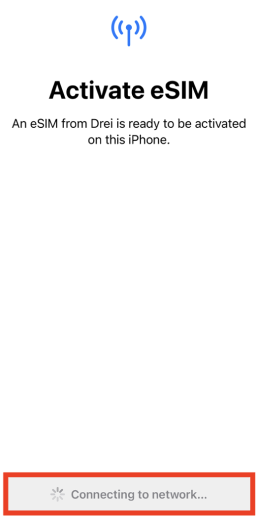 Activate eSIM
An eSIM from Drei is ready to be activated
on this iPhone.
Connecting to network...